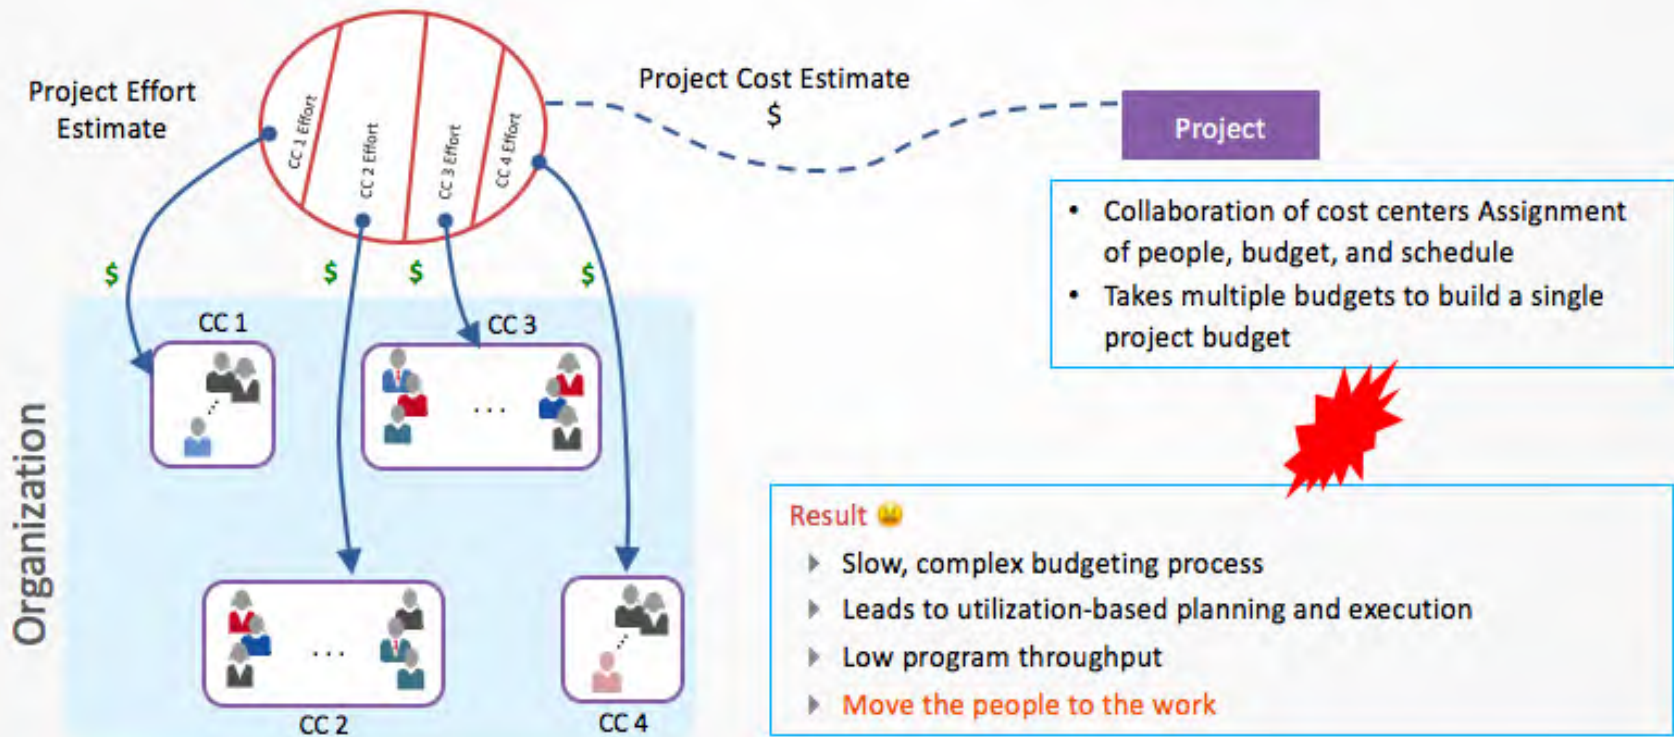 Project Effort
Estimate
CC 1 Effort
CC 2 Effort
CC 3 Effort
CC 4 Effort
Project Cost Estimate
$
Project
• Collaboration of cost centers Assignment
of people, budget, and schedule
• Takes multiple budgets to build a single
project budget
$
$
$
$
Organization
CC 1
CC 3
. . .
. . .
CC 2
CC 4
Result
Slow, complex budgeting process
Leads to utilization-based planning and execution
Low program throughput
Move the people to the work